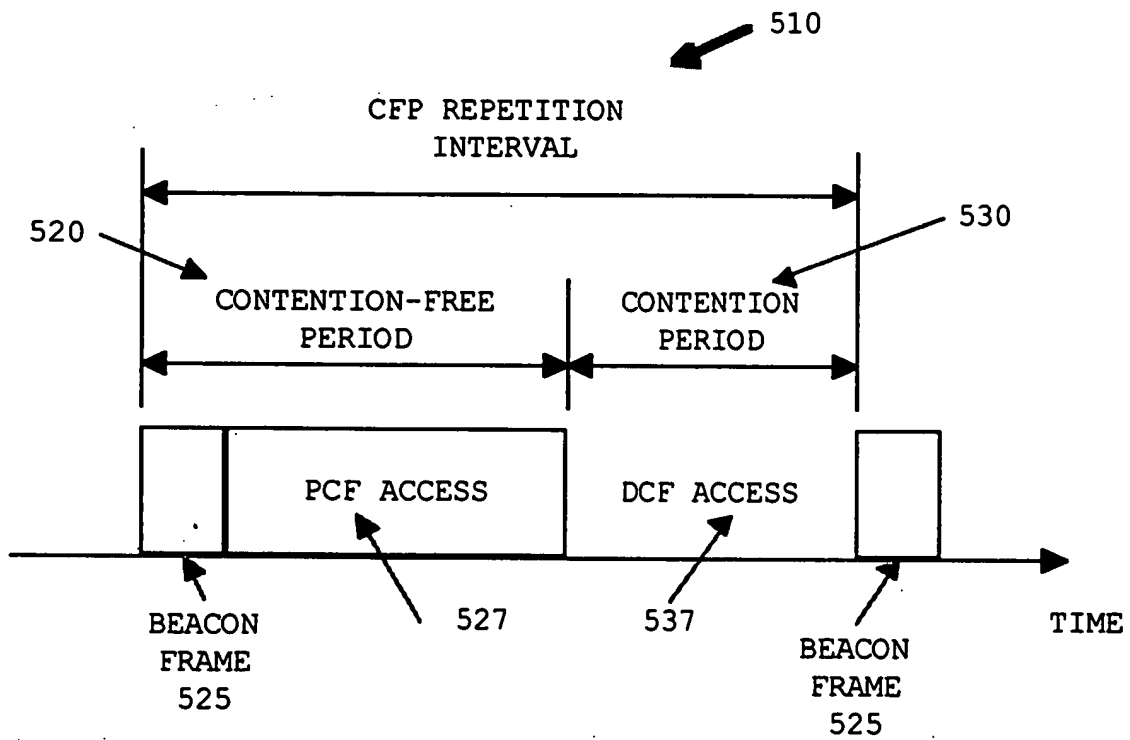 510
CFP REPETITION
INTERVAL
520
530
CONTENTION-FREE
PERIOD
CONTENTION
PERIOD
PCF ACCESS
DCF ACCESS
BEACON
FRAME
525
527
537
BEACON
FRAME
525
TIME